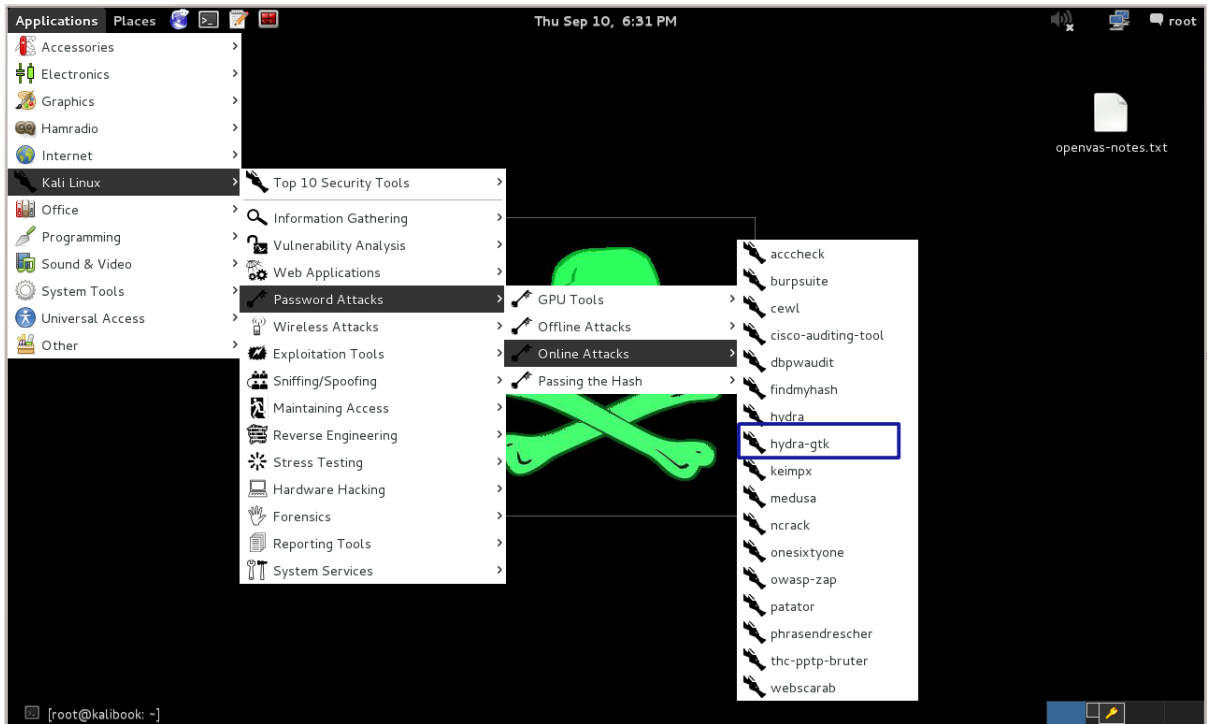 Applications Places Thu Sep 10, 6:31 PM root
Accessories
Electronics
Graphics
Hamradio
Internet
Kali Linux
Office
Programming
Sound & Video
System Tools
Universal Access
Other
Top 10 Security Tools
Information Gathering
Vulnerability Analysis
Web Applications
Password Attacks
Wireless Attacks
Exploitation Tools
Sniffing/Spoofing
Maintaining Access
Reverse Engineering
Stress Testing
Hardware Hacking
Forensics
Reporting Tools
System Services
GPU Tools
Offline Attacks
Online Attacks
Passing the Hash
acccheck
burpsuite
cewl
cisco-auditing-tool
dbpwaudit
findmyhash
hydra
hydra-gtk
keimpx
medusa
ncrack
onesixtyone
owasp-zap
patator
phrasendrescher
thc-pptp-bruter
webscarab
openvas-notes.txt
[root@kalibook: ~]